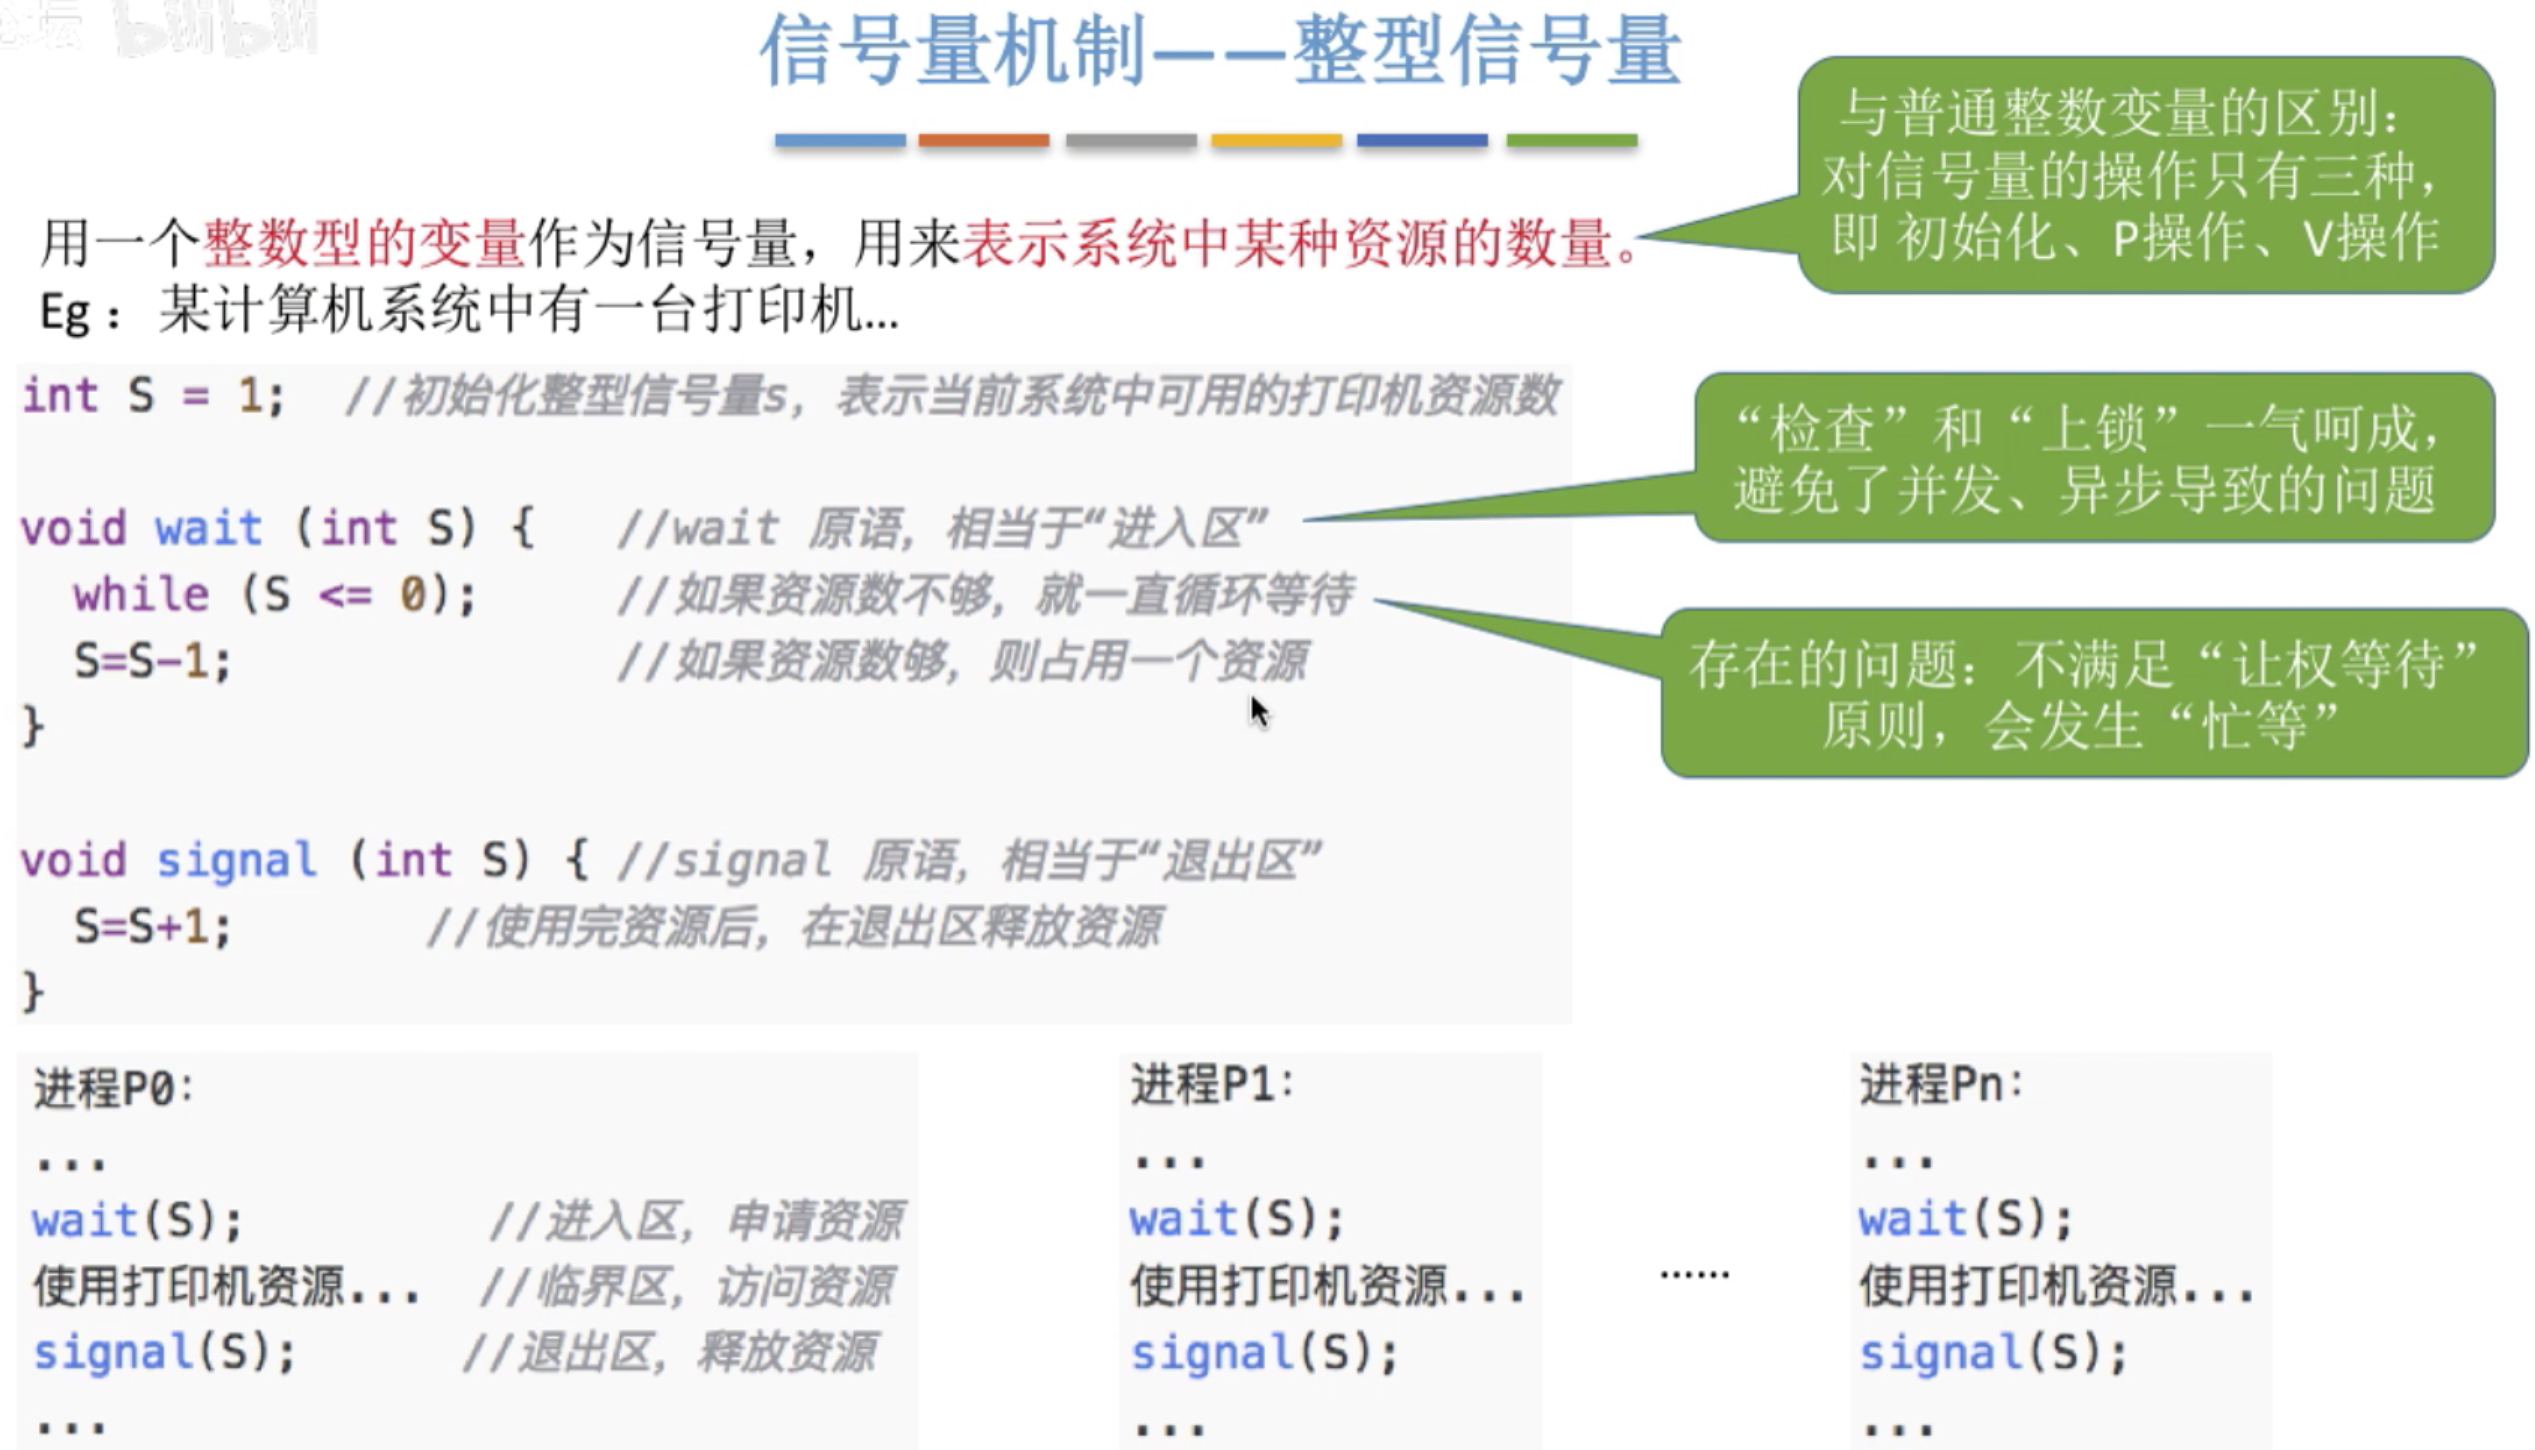 坛 bilibili
信号量机制——整型信号量
与普通整数变量的区别：
对信号量的操作只有三种，
即 初始化、P操作、V操作
用一个整数型的变量作为信号量，用来表示系统中某种资源的数量。
Eg：某计算机系统中有一台打印机...
int S = 1;  //初始化整型信号量s，表示当前系统中可用的打印机资源数
“检查”和“上锁”一气呵成，
避免了并发、异步导致的问题
void wait (int S) {   //wait 原语，相当于“进入区”
while (S <= 0);     //如果资源数不够，就一直循环等待
S=S-1;              //如果资源数够，则占用一个资源
}
存在的问题：不满足“让权等待”
原则，会发生“忙等”
void signal (int S) { //signal 原语，相当于“退出区”
S=S+1;       //使用完资源后，在退出区释放资源
}
进程P0：
...
wait(S);         //进入区，申请资源
使用打印机资源...  //临界区，访问资源
signal(S);      //退出区，释放资源
...
进程P1：
...
wait(S);
使用打印机资源...
signal(S);
...
......
进程Pn：
...
wait(S);
使用打印机资源...
signal(S);
...